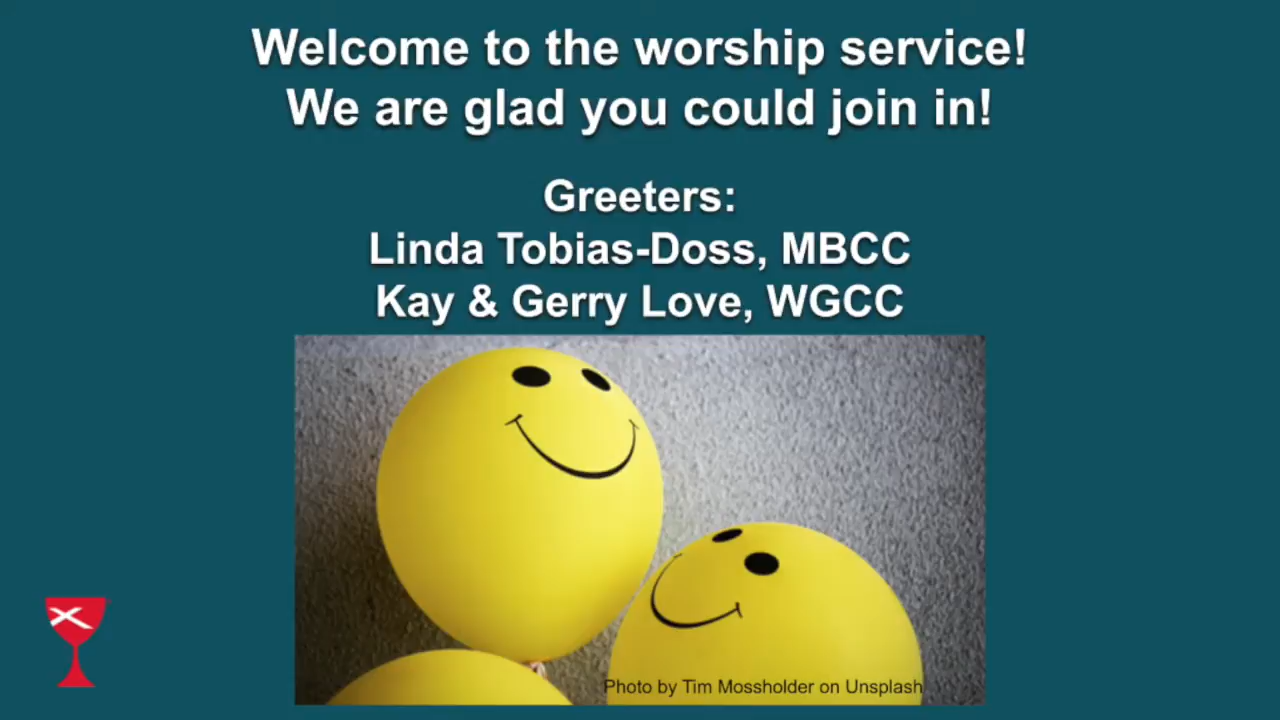 Welcome to the worship service!
We are glad you could join in!
Greeters:
Linda Tobias-Doss, MBCC
Kay & Gerry Love, WGCC
Photo by Tim Mossholder on Unsplash